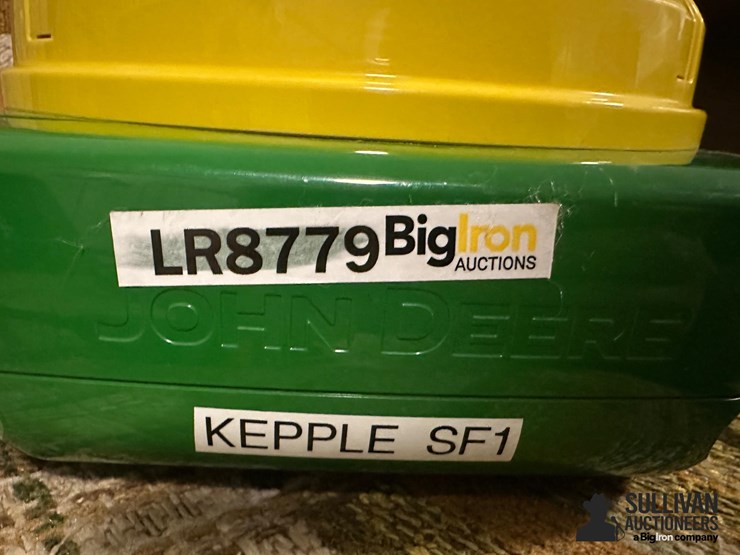 LR8779 BigIron
AUCTIONS
JOHN DEERE
KEPPLE SF1
SULLIVAN
AUCTIONEERS
a BigIron company